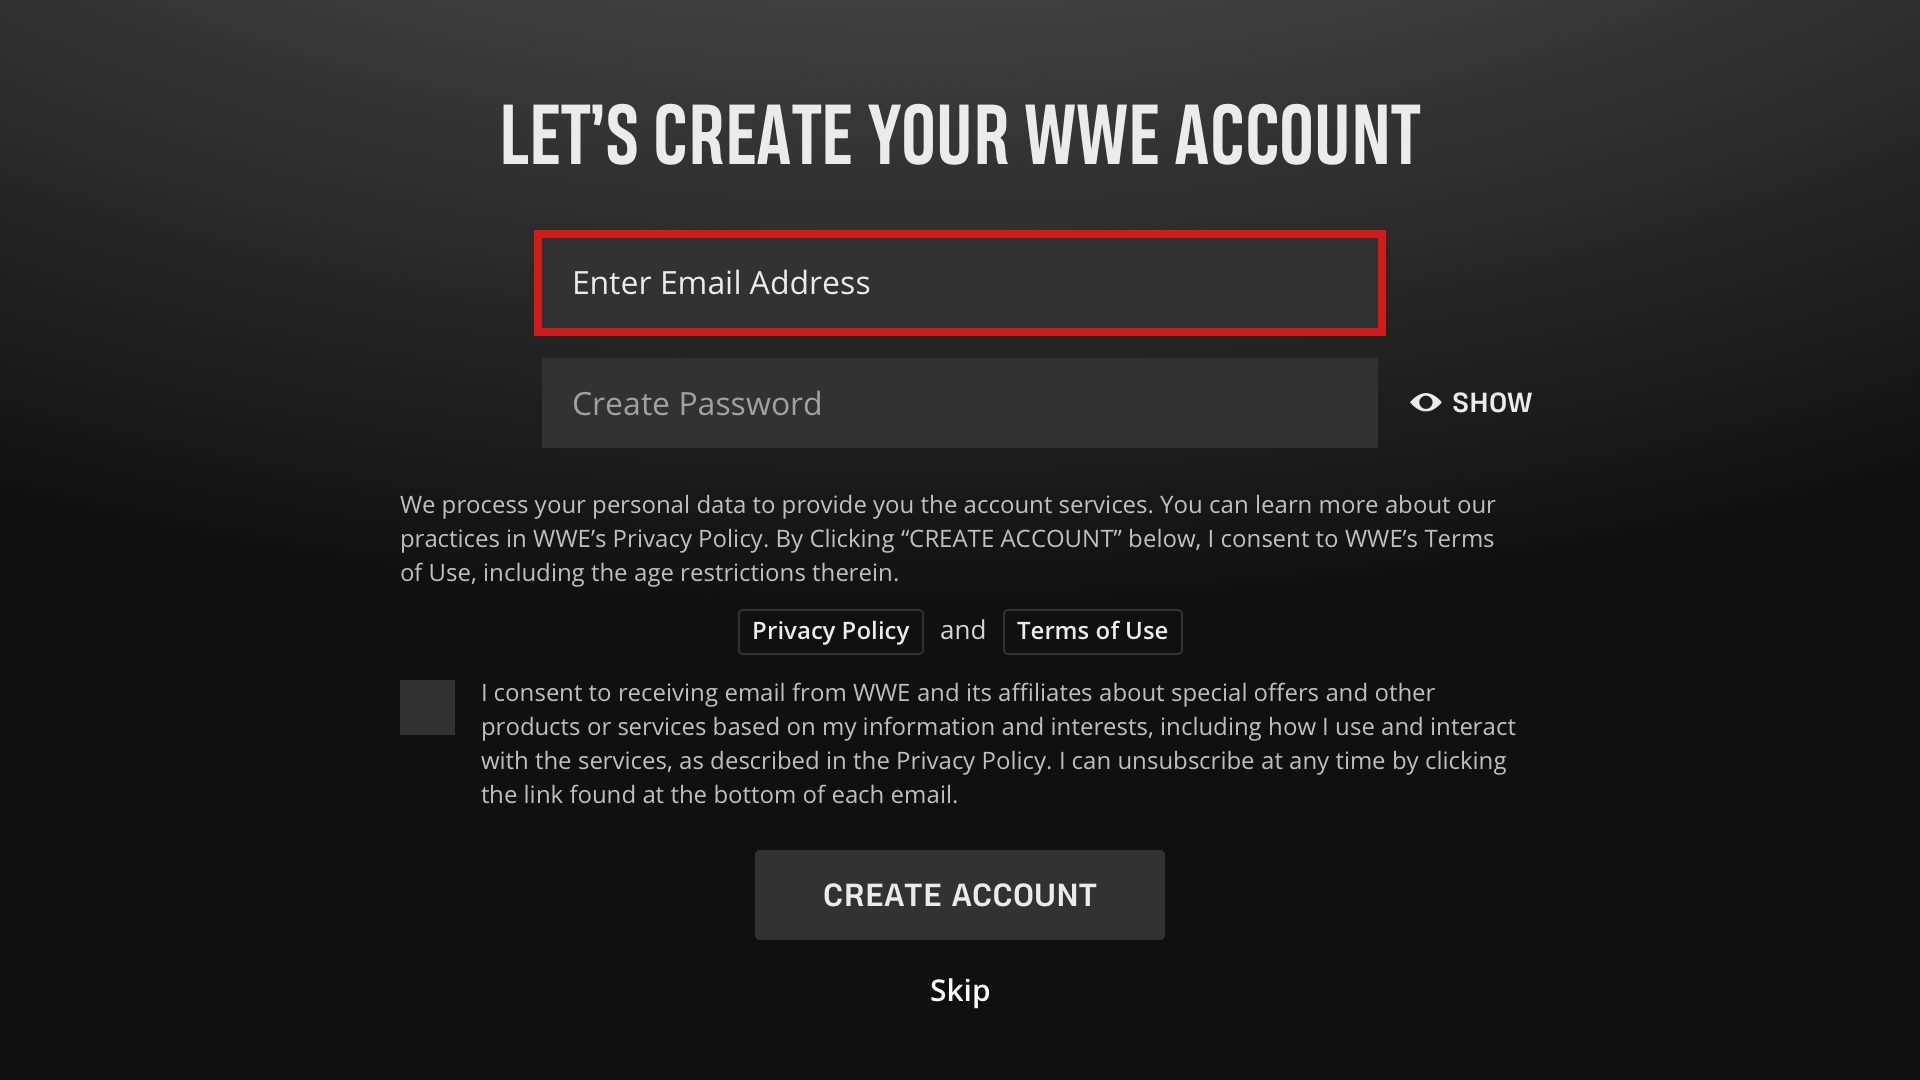 LET’S CREATE YOUR WWE ACCOUNT
Enter Email Address
Create Password
SHOW
We process your personal data to provide you the account services. You can learn more about our
practices in WWE’s Privacy Policy. By Clicking “CREATE ACCOUNT” below, I consent to WWE’s Terms
of Use, including the age restrictions therein.
Privacy Policy and Terms of Use
I consent to receiving email from WWE and its affiliates about special offers and other
products or services based on my information and interests, including how I use and interact
with the services, as described in the Privacy Policy. I can unsubscribe at any time by clicking
the link found at the bottom of each email.
CREATE ACCOUNT
Skip